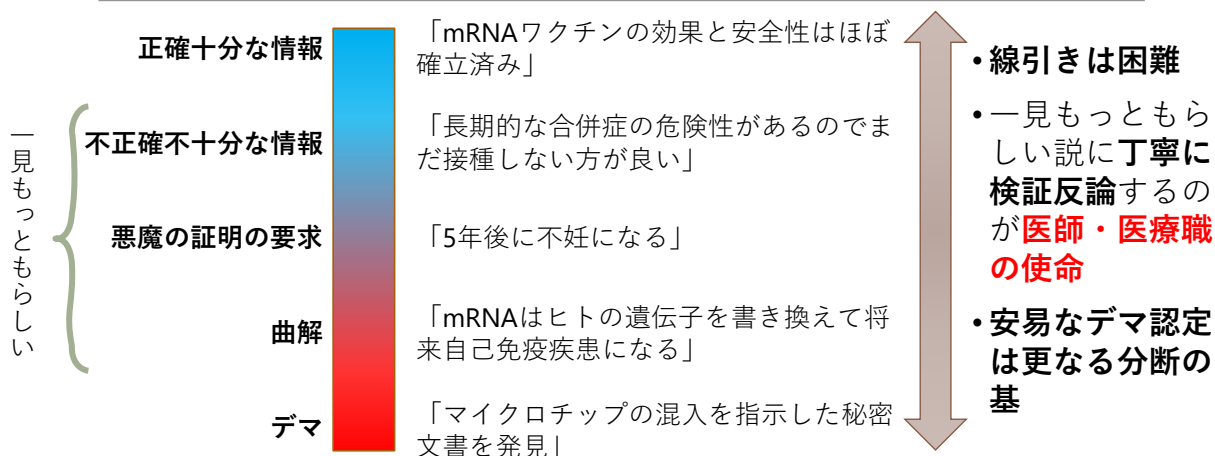 正確十分な情報
「mRNAワクチンの効果と安全性はほぼ
確立済み」
一見もっともらしい
不正確不十分な情報
「長期的な合併症の危険性があるのでま
だ接種しない方が良い」
悪魔の証明の要求
「5年後に不妊になる」
曲解
「mRNAはヒトの遺伝子を書き換えて将
来自己免疫疾患になる」
デマ
「マイクロチップの混入を指示した秘密
文書を発見」
•線引きは困難
•一見もっともら
しい説に丁寧に
検証反論するの
が医師・医療職
の使命
•安易なデマ認定
は更なる分断の
基